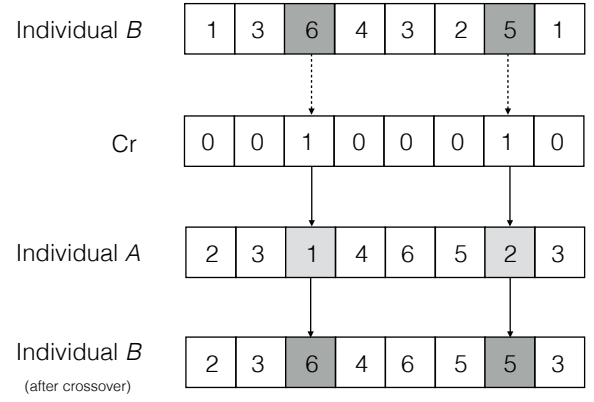 Individual B 1 3 6 4 3 2 5 1
Cr 0 0 1 0 0 0 1 0
Individual A 2 3 1 4 6 5 2 3
Individual B 2 3 6 4 6 5 5 3
(after crossover)